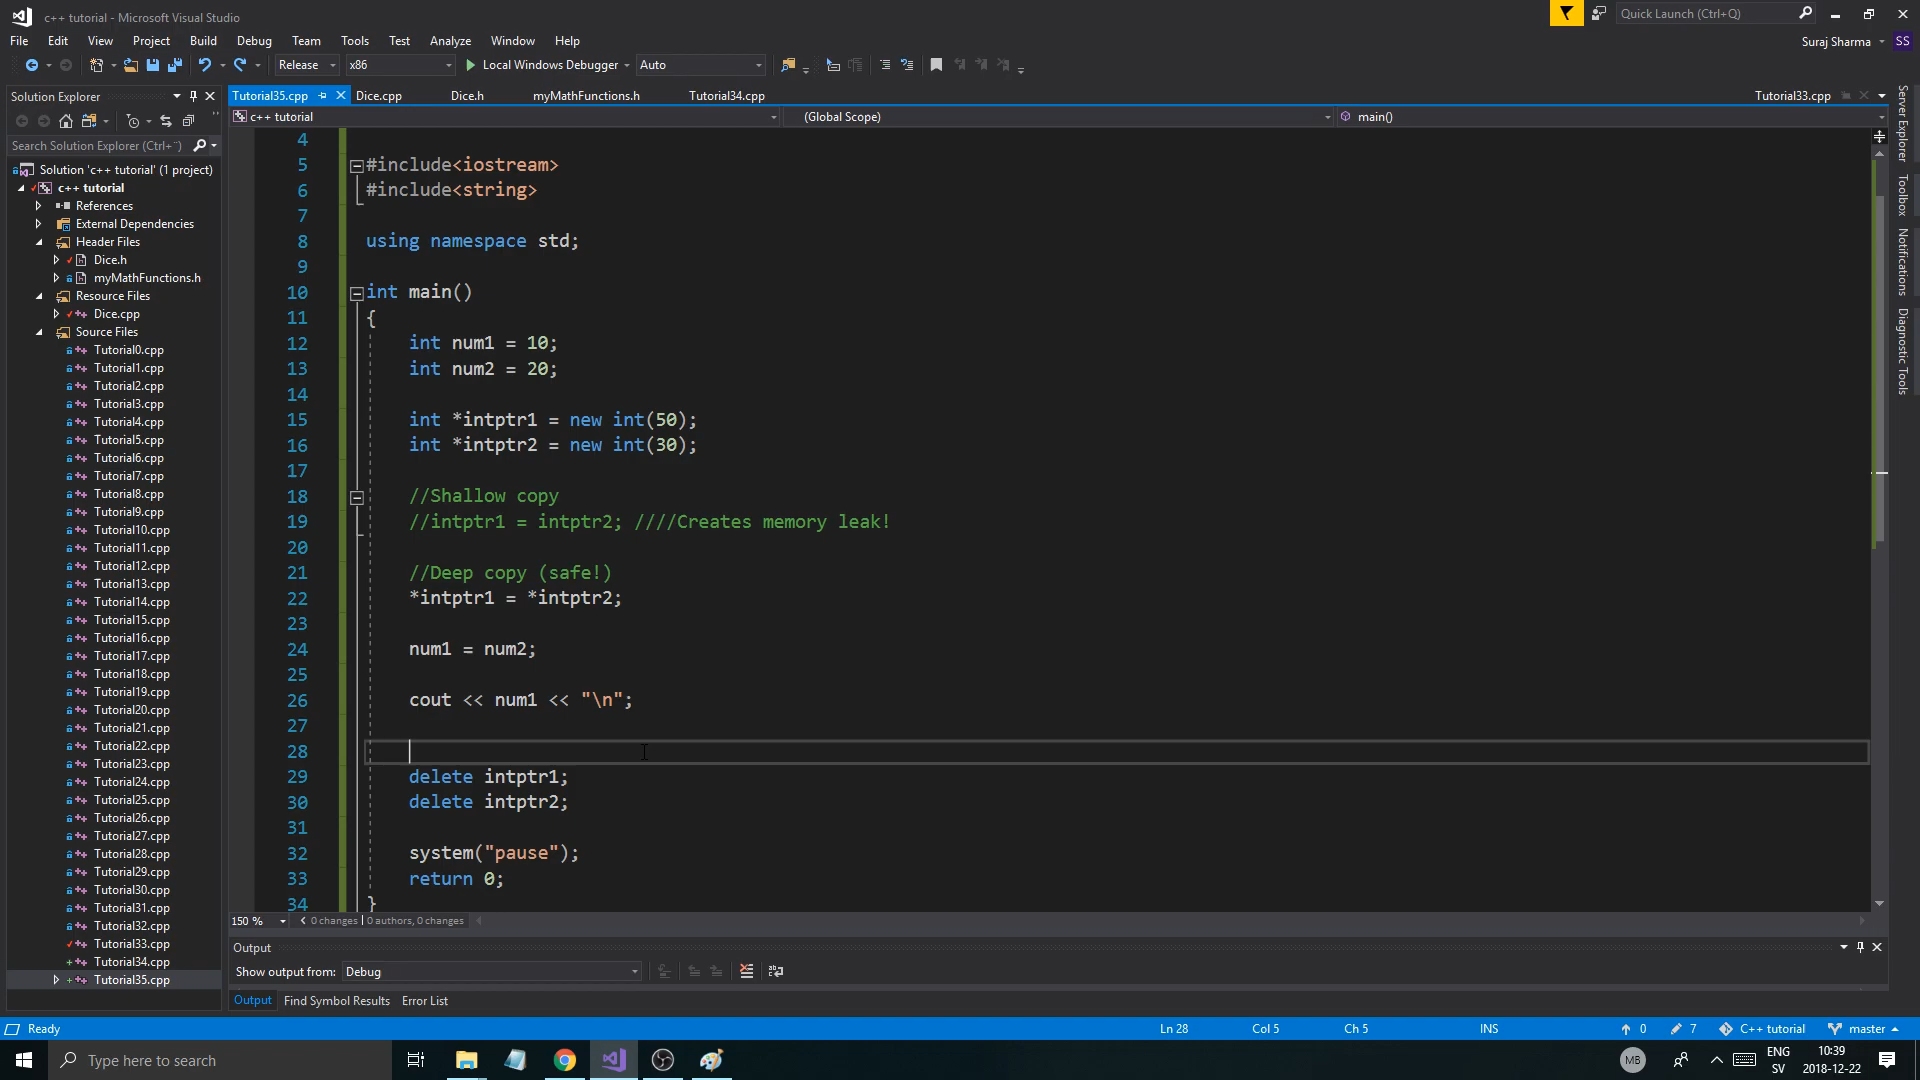 c++ tutorial - Microsoft Visual Studio
Quick Launch (Ctrl+Q)
File Edit View Project Build Debug Team Tools Test Analyze Window Help
Suraj Sharma SS
Release x86 Local Windows Debugger Auto
Solution Explorer
Search Solution Explorer (Ctrl+¨)
Solution 'c++ tutorial' (1 project)
c++ tutorial
References
External Dependencies
Header Files
Dice.h
myMathFunctions.h
Resource Files
Dice.cpp
Source Files
Tutorial0.cpp
Tutorial1.cpp
Tutorial2.cpp
Tutorial3.cpp
Tutorial4.cpp
Tutorial5.cpp
Tutorial6.cpp
Tutorial7.cpp
Tutorial8.cpp
Tutorial9.cpp
Tutorial10.cpp
Tutorial11.cpp
Tutorial12.cpp
Tutorial13.cpp
Tutorial14.cpp
Tutorial15.cpp
Tutorial16.cpp
Tutorial17.cpp
Tutorial18.cpp
Tutorial19.cpp
Tutorial20.cpp
Tutorial21.cpp
Tutorial22.cpp
Tutorial23.cpp
Tutorial24.cpp
Tutorial25.cpp
Tutorial26.cpp
Tutorial27.cpp
Tutorial28.cpp
Tutorial29.cpp
Tutorial30.cpp
Tutorial31.cpp
Tutorial32.cpp
Tutorial33.cpp
Tutorial34.cpp
Tutorial35.cpp
Tutorial35.cpp Dice.cpp Dice.h myMathFunctions.h Tutorial34.cpp Tutorial33.cpp
c++ tutorial (Global Scope) main()
4
5 #include<iostream>
6 #include<string>
7
8 using namespace std;
9
10 int main()
11 {
12 int num1 = 10;
13 int num2 = 20;
14
15 int *intptr1 = new int(50);
16 int *intptr2 = new int(30);
17
18 //Shallow copy
19 //intptr1 = intptr2; ////Creates memory leak!
20
21 //Deep copy (safe!)
22 *intptr1 = *intptr2;
23
24 num1 = num2;
25
26 cout << num1 << "\n";
27
28
29 delete intptr1;
30 delete intptr2;
31
32 system("pause");
33 return 0;
34 }
150 % 0 changes | 0 authors, 0 changes
Output
Show output from: Debug
Output Find Symbol Results Error List
Server Explorer
Toolbox
Notifications
Diagnostic Tools
Ready Ln 28 Col 5 Ch 5 INS 0 7 C++ tutorial master
Type here to search
MB
ENG
SV
10:39
2018-12-22